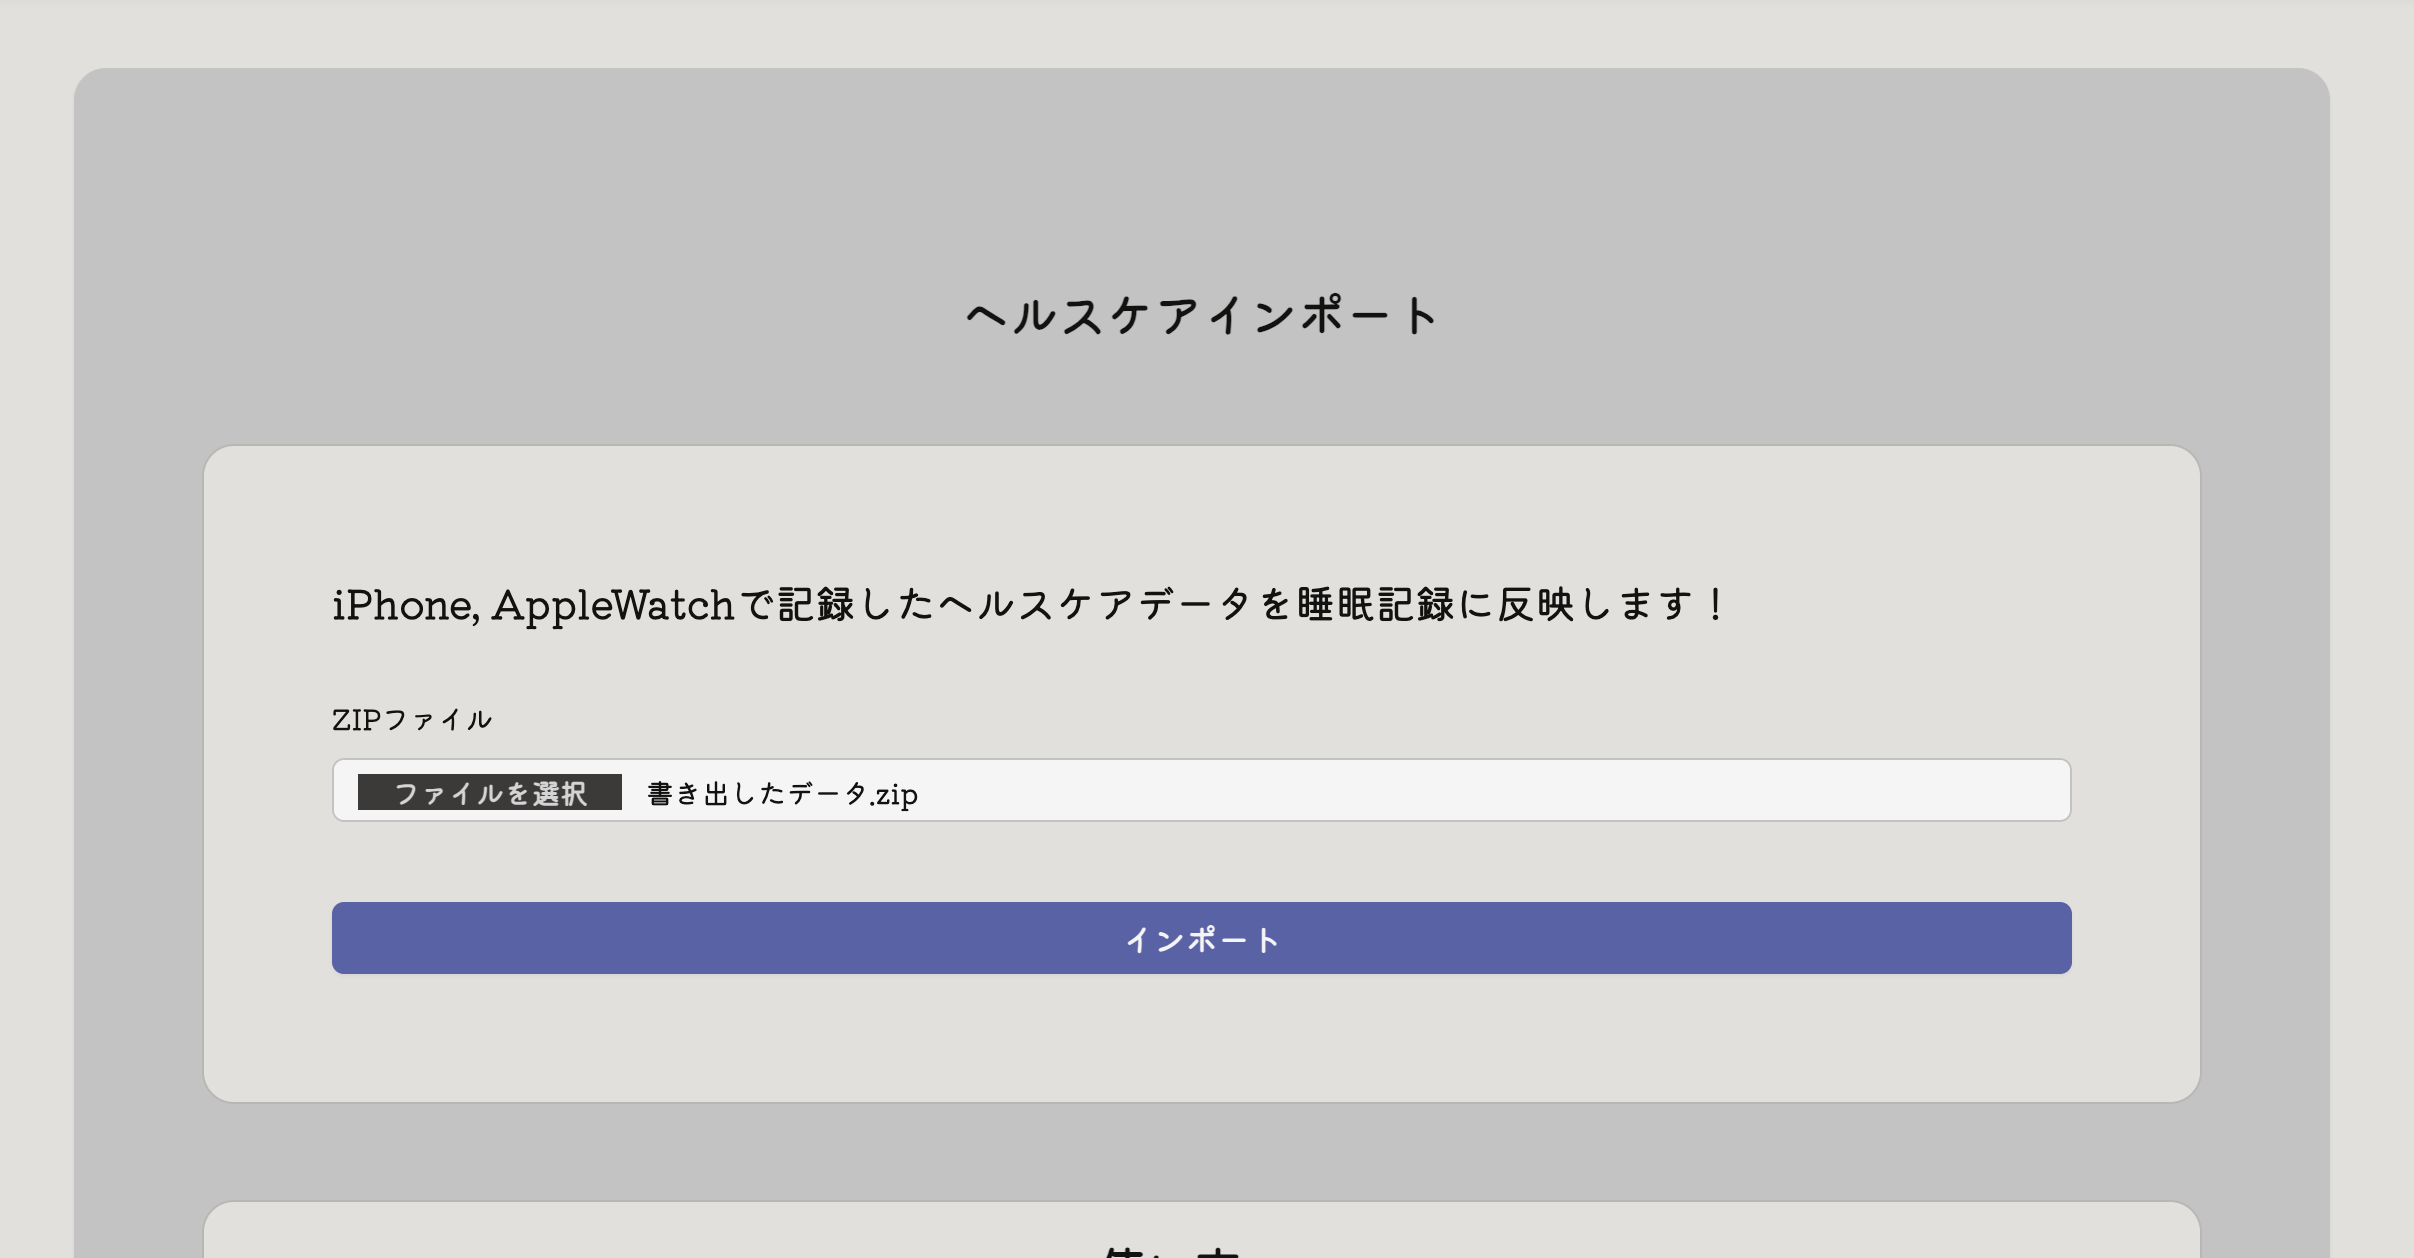 ヘルスケアインポート
iPhone, AppleWatchで記録したヘルスケアデータを睡眠記録に反映します！
ZIPファイル
ファイルを選択 書き出したデータ.zip
インポート